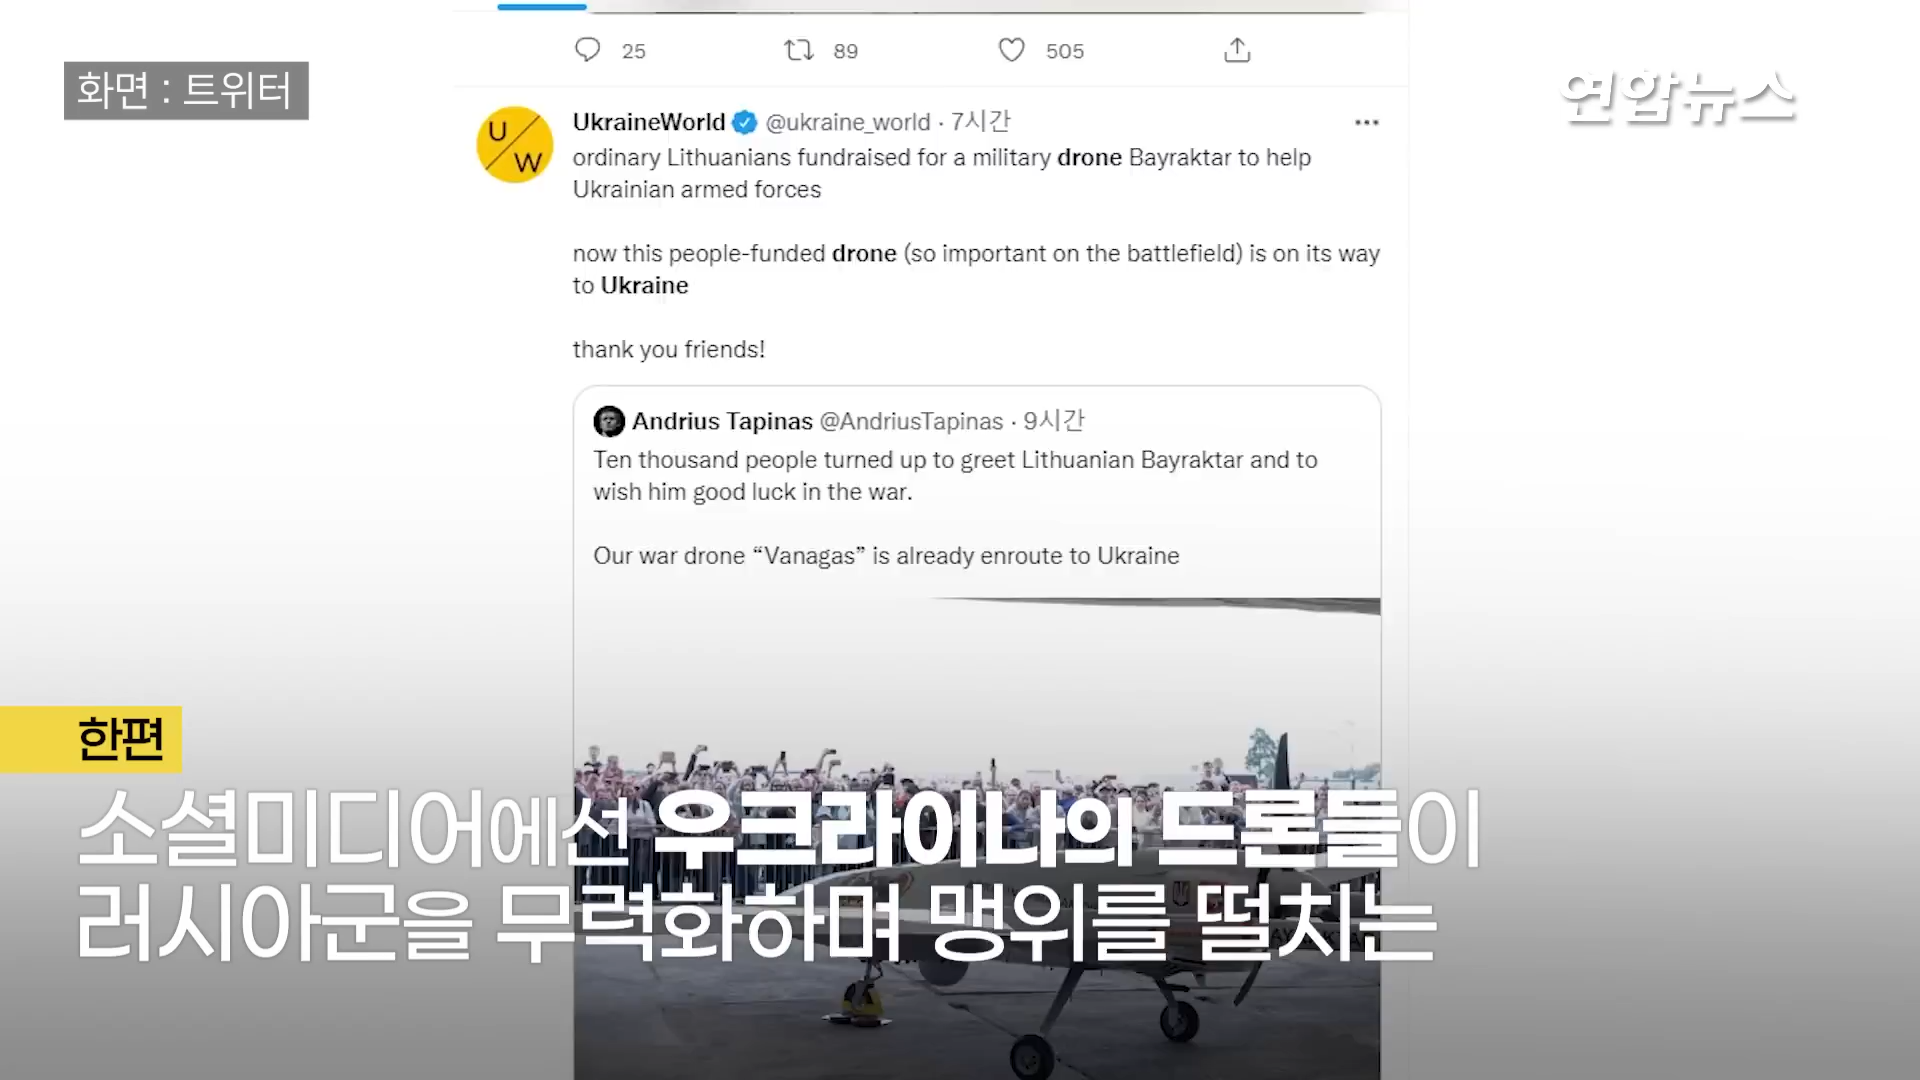 25 89 505
화면 : 트위터
연합뉴스
U W
UkraineWorld @ukraine_world · 7시간
ordinary Lithuanians fundraised for a military drone Bayraktar to help
Ukrainian armed forces
now this people-funded drone (so important on the battlefield) is on its way
to Ukraine
thank you friends!
Andrius Tapinas @AndriusTapinas · 9시간
Ten thousand people turned up to greet Lithuanian Bayraktar and to
wish him good luck in the war.
Our war drone “Vanagas” is already enroute to Ukraine
한편
소셜미디어에선 우크라이나의 드론들이
러시아군을 무력화하며 맹위를 떨치는